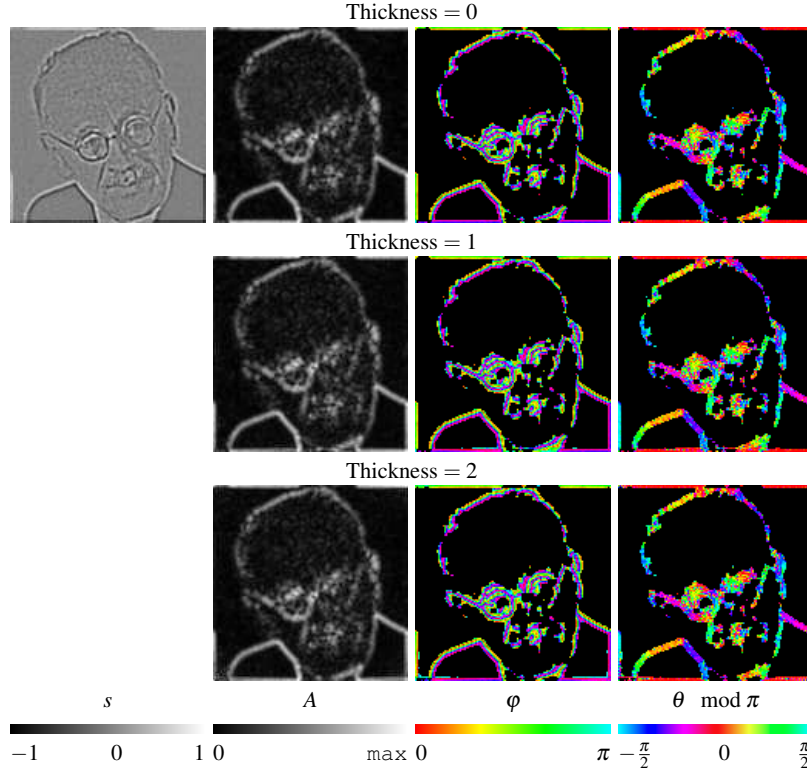 Thickness = 0
Thickness = 1
Thickness = 2
s A φ θ mod π
−1 0 1 0 max 0 π −π/2 0 π/2